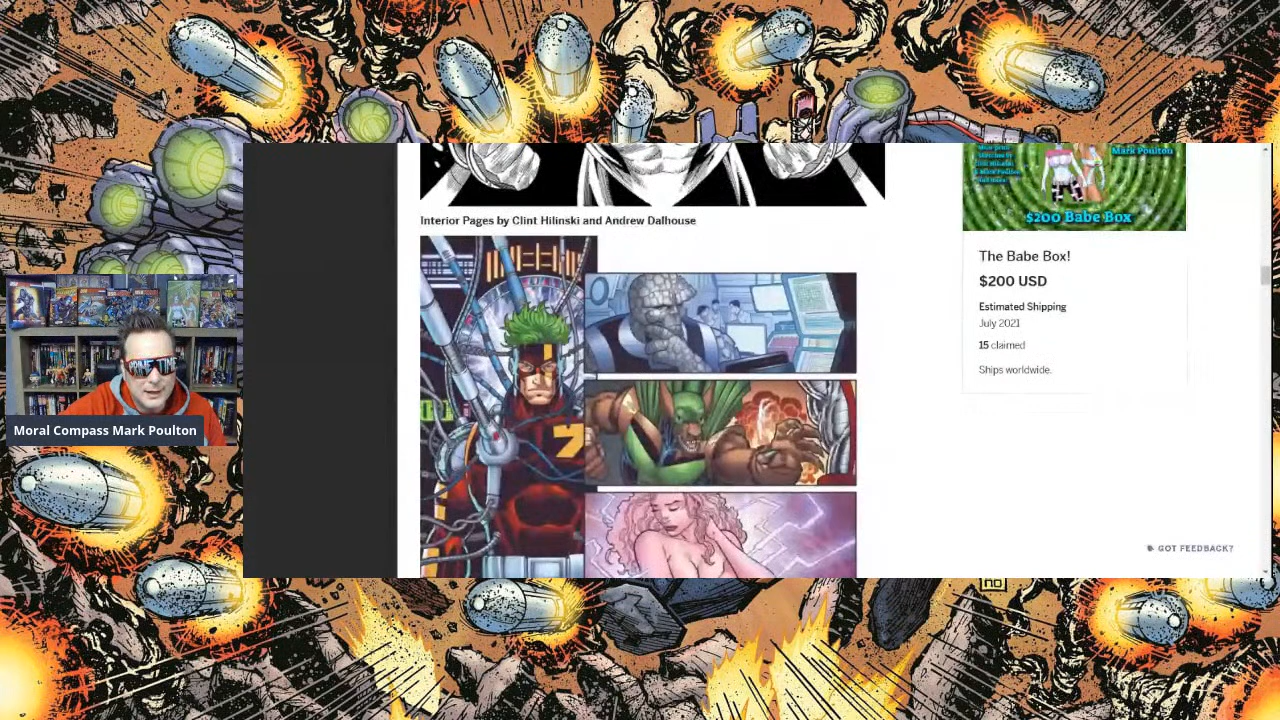 Mark Poulton
$200 Babe Box
Interior Pages by Clint Hilinski and Andrew Dalhouse
The Babe Box!
$200 USD
Estimated Shipping
July 2021
15 claimed
Ships worldwide.
Moral Compass Mark Poulton
GOT FEEDBACK?